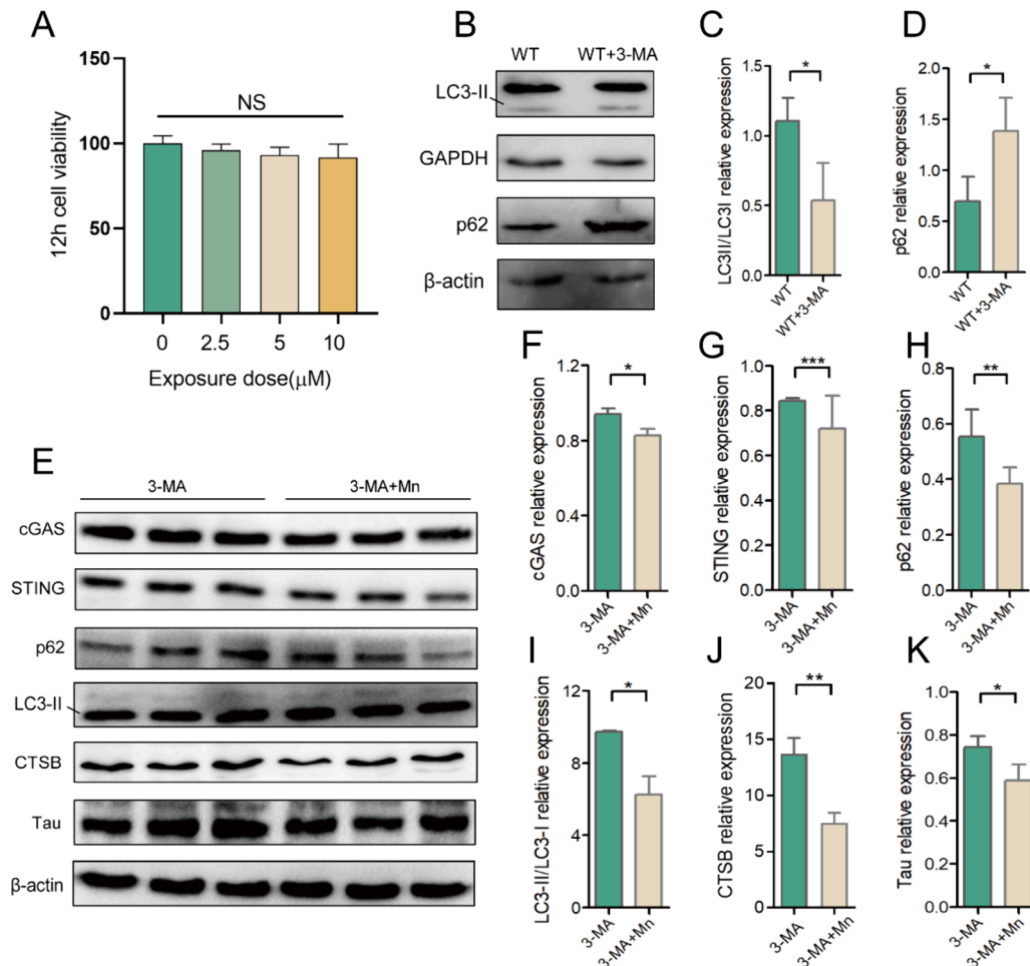 A
150
100
50
0
12h cell viability
NS
0 2.5 5 10
Exposure dose(μM)
B
WT WT+3-MA
LC3-II
GAPDH
p62
β-actin
C
LC3II/LC3I relative expression
1.5
1.0
0.5
0.0
*
WT
WT+3-MA
D
p62 relative expression
2.0
1.5
1.0
0.5
0.0
*
WT
WT+3-MA
E
3-MA 3-MA+Mn
cGAS
STING
p62
LC3-II
CTSB
Tau
β-actin
F
cGAS relative expression
1.2
0.8
0.4
0.0
*
3-MA
3-MA+Mn
G
STING relative expression
1.0
0.8
0.6
0.4
0.2
0.0
***
3-MA
3-MA+Mn
H
p62 relative expression
0.8
0.6
0.4
0.2
0.0
**
3-MA
3-MA+Mn
I
LC3-II/LC3-I relative expression
12
8
4
0
*
3-MA
3-MA+Mn
J
CTSB relative expression
20
15
10
5
0
**
3-MA
3-MA+Mn
K
Tau relative expression
1.0
0.8
0.6
0.4
0.2
0.0
*
3-MA
3-MA+Mn